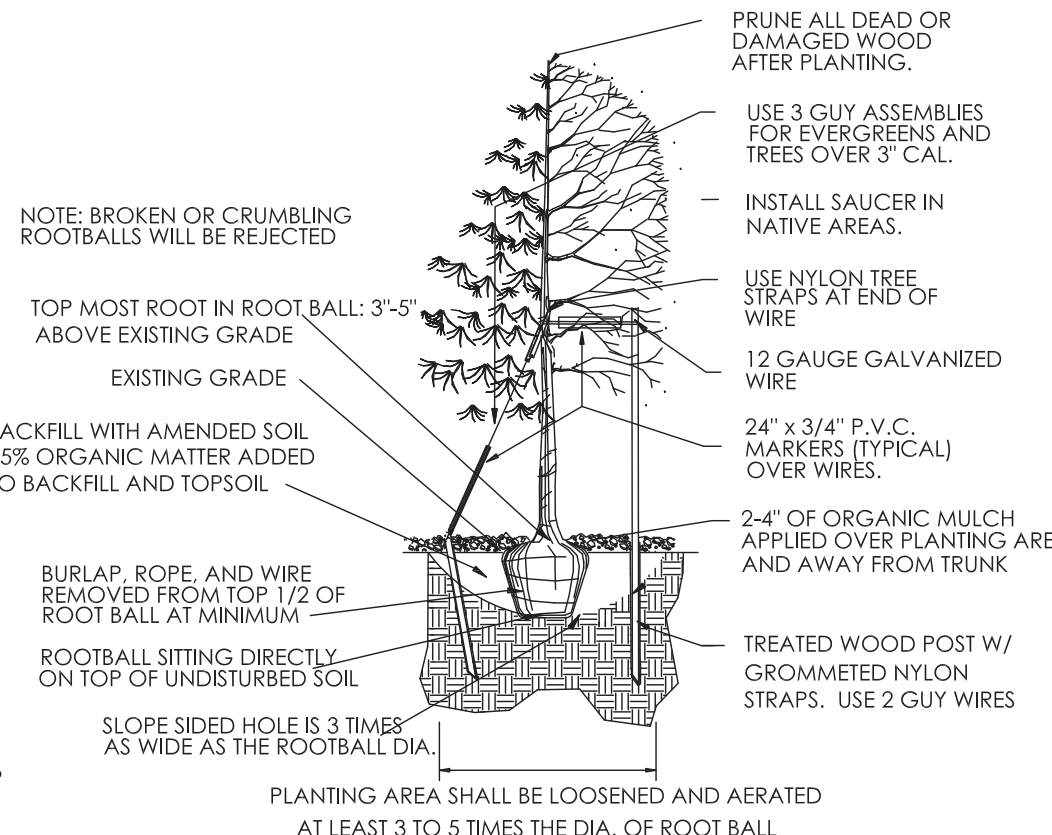 PRUNE ALL DEAD OR
DAMAGED WOOD
AFTER PLANTING.
USE 3 GUY ASSEMBLIES
FOR EVERGREENS AND
TREES OVER 3" CAL.
INSTALL SAUCER IN
NATIVE AREAS.
USE NYLON TREE
STRAPS AT END OF
WIRE
12 GAUGE GALVANIZED
WIRE
24" x 3/4" P.V.C.
MARKERS (TYPICAL)
OVER WIRES.
2-4" OF ORGANIC MULCH
APPLIED OVER PLANTING ARE
AND AWAY FROM TRUNK
TREATED WOOD POST W/
GROMMETED NYLON
STRAPS. USE 2 GUY WIRES
NOTE: BROKEN OR CRUMBLING
ROOTBALLS WILL BE REJECTED
TOP MOST ROOT IN ROOT BALL: 3"-5"
ABOVE EXISTING GRADE
EXISTING GRADE
ACKFILL WITH AMENDED SOIL
5% ORGANIC MATTER ADDED
O BACKFILL AND TOPSOIL
BURLAP, ROPE, AND WIRE
REMOVED FROM TOP 1/2 OF
ROOT BALL AT MINIMUM
ROOTBALL SITTING DIRECTLY
ON TOP OF UNDISTURBED SOIL
SLOPE SIDED HOLE IS 3 TIMES
AS WIDE AS THE ROOTBALL DIA.
PLANTING AREA SHALL BE LOOSENED AND AERATED
AT LEAST 3 TO 5 TIMES THE DIA. OF ROOT BALL